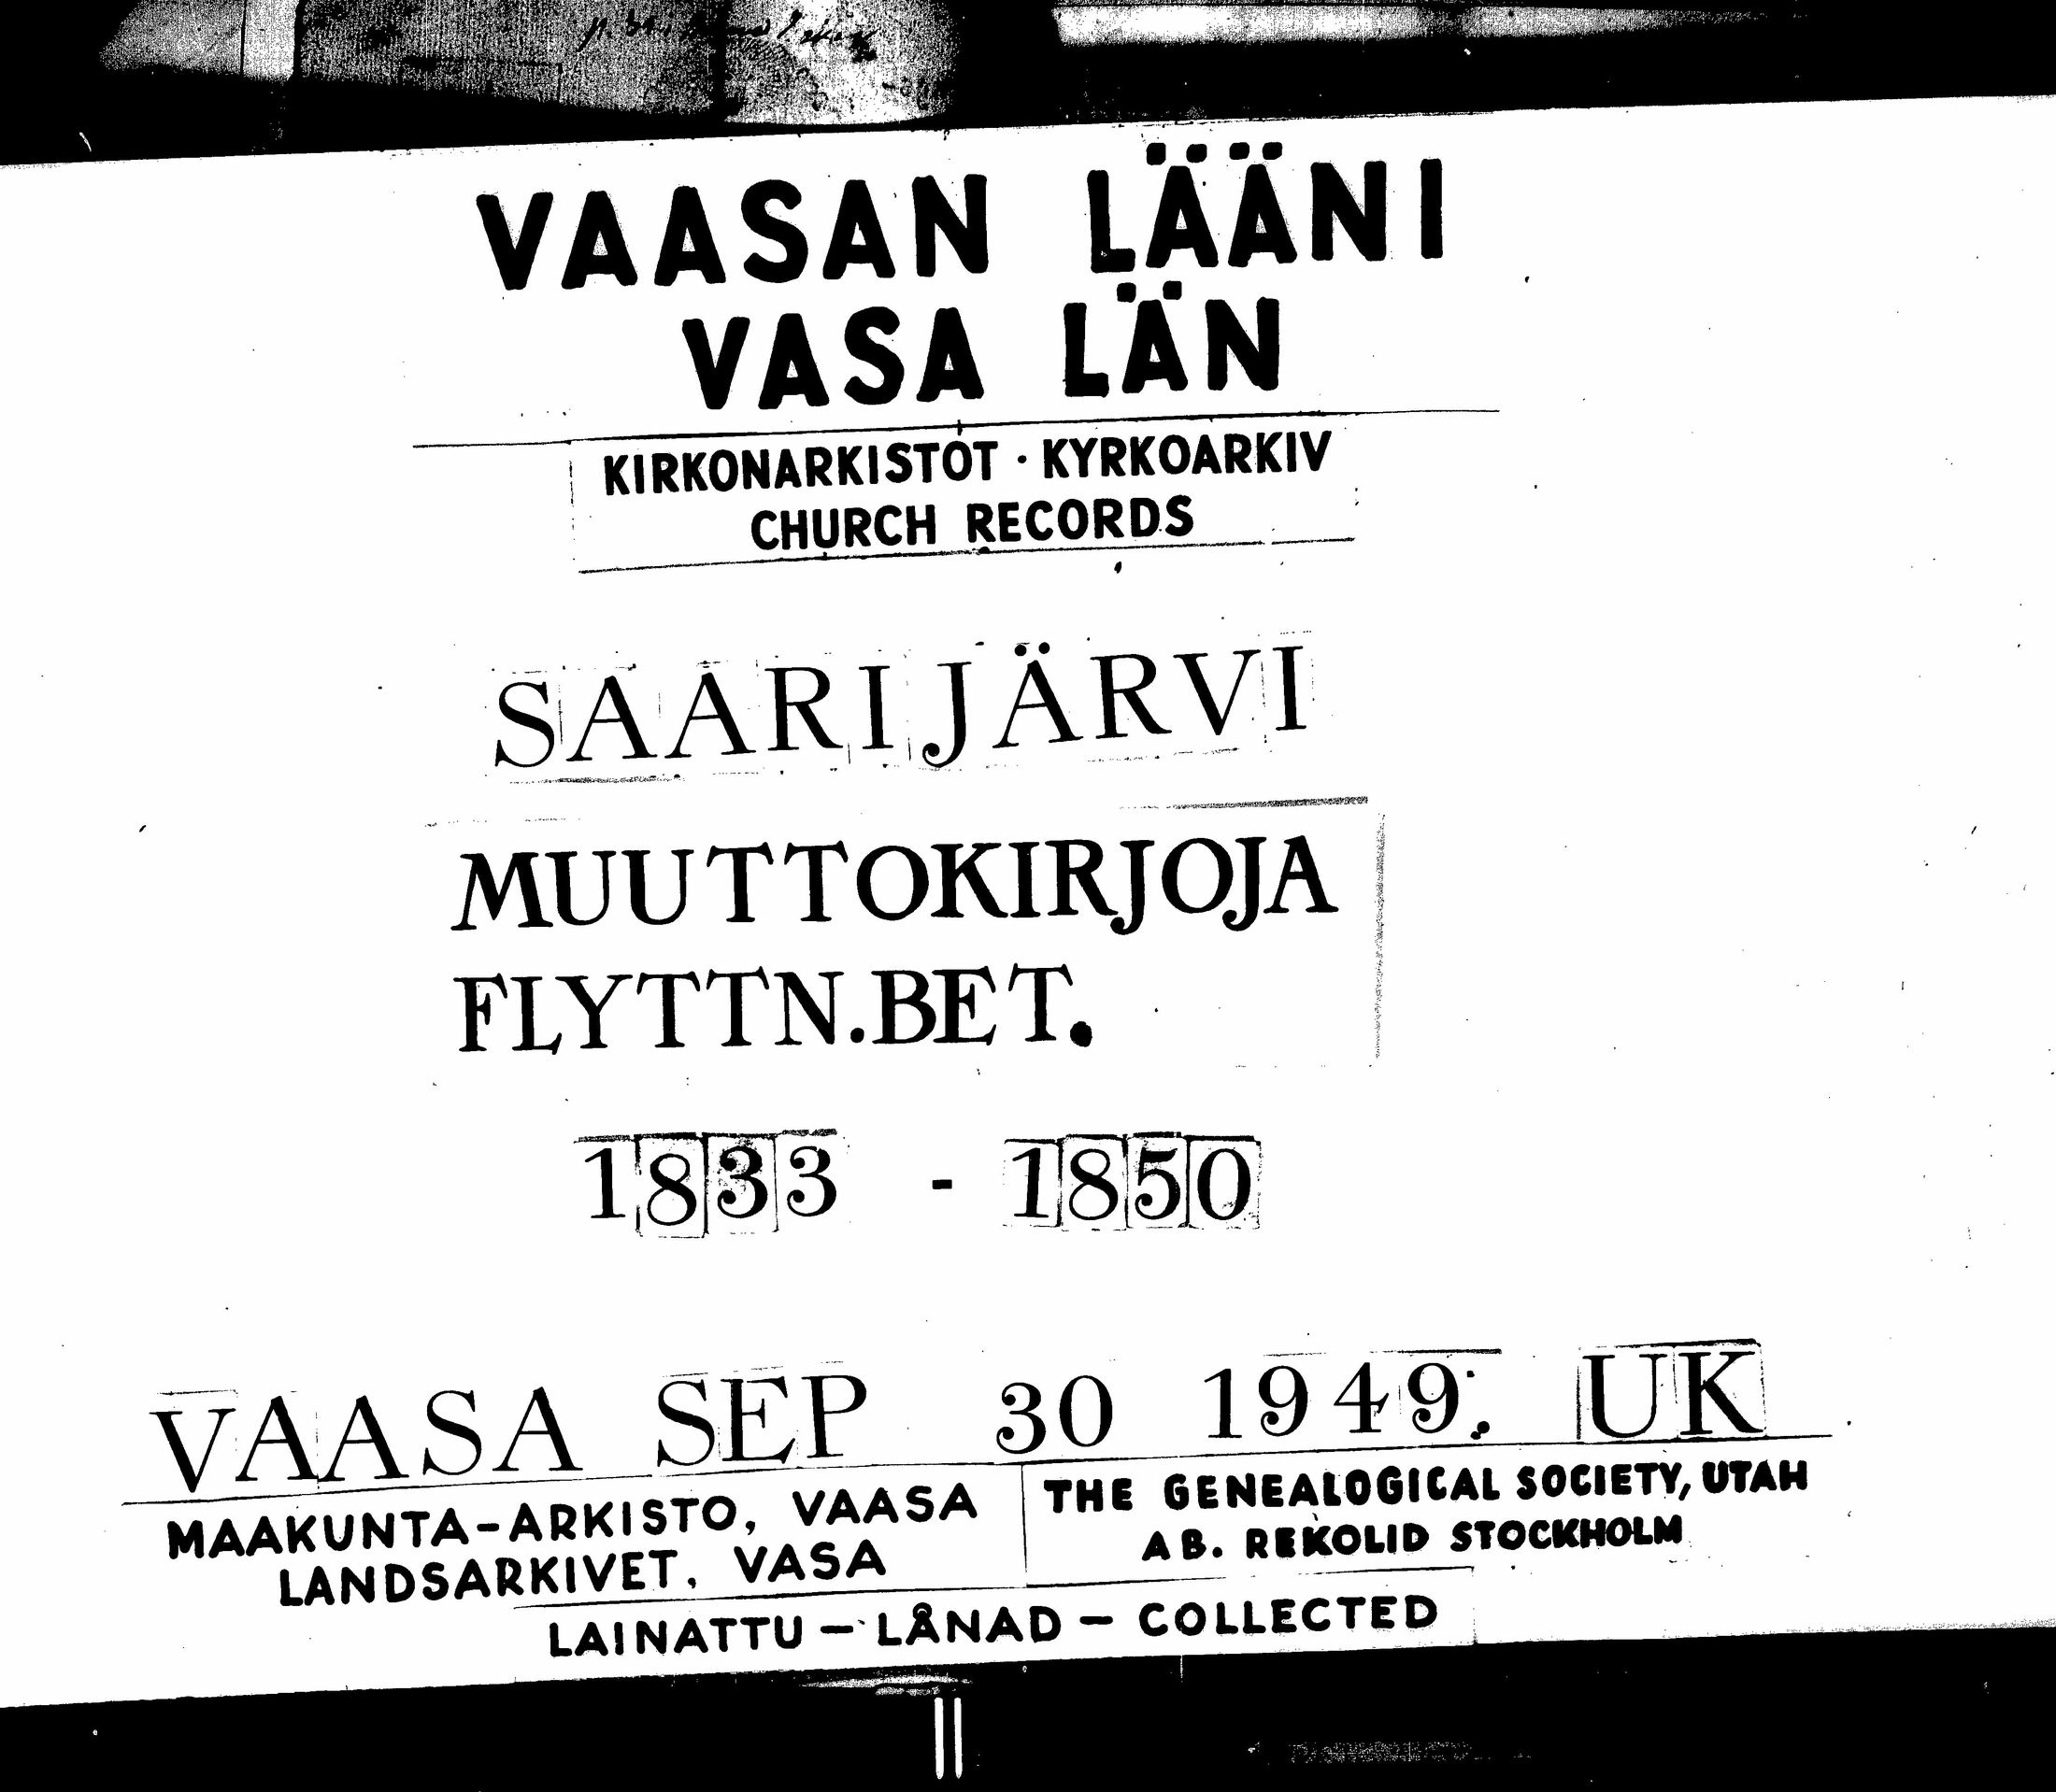 VAASAN LÄÄNI
VASA LÄN
KIRKONARKISTOT · KYRKOARKIV
CHURCH RECORDS
SAARIJÄRVI
MUUTTOKIRJOJA
FLYTTN.BET.
1833 - 1850
VAASA SEP 30 1949. UK
MAAKUNTA-ARKISTO, VAASA
LANDSARKIVET, VASA
THE GENEALOGICAL SOCIETY, UTAH
AB. REKOLID STOCKHOLM
LAINATTU – LÅNAD – COLLECTED